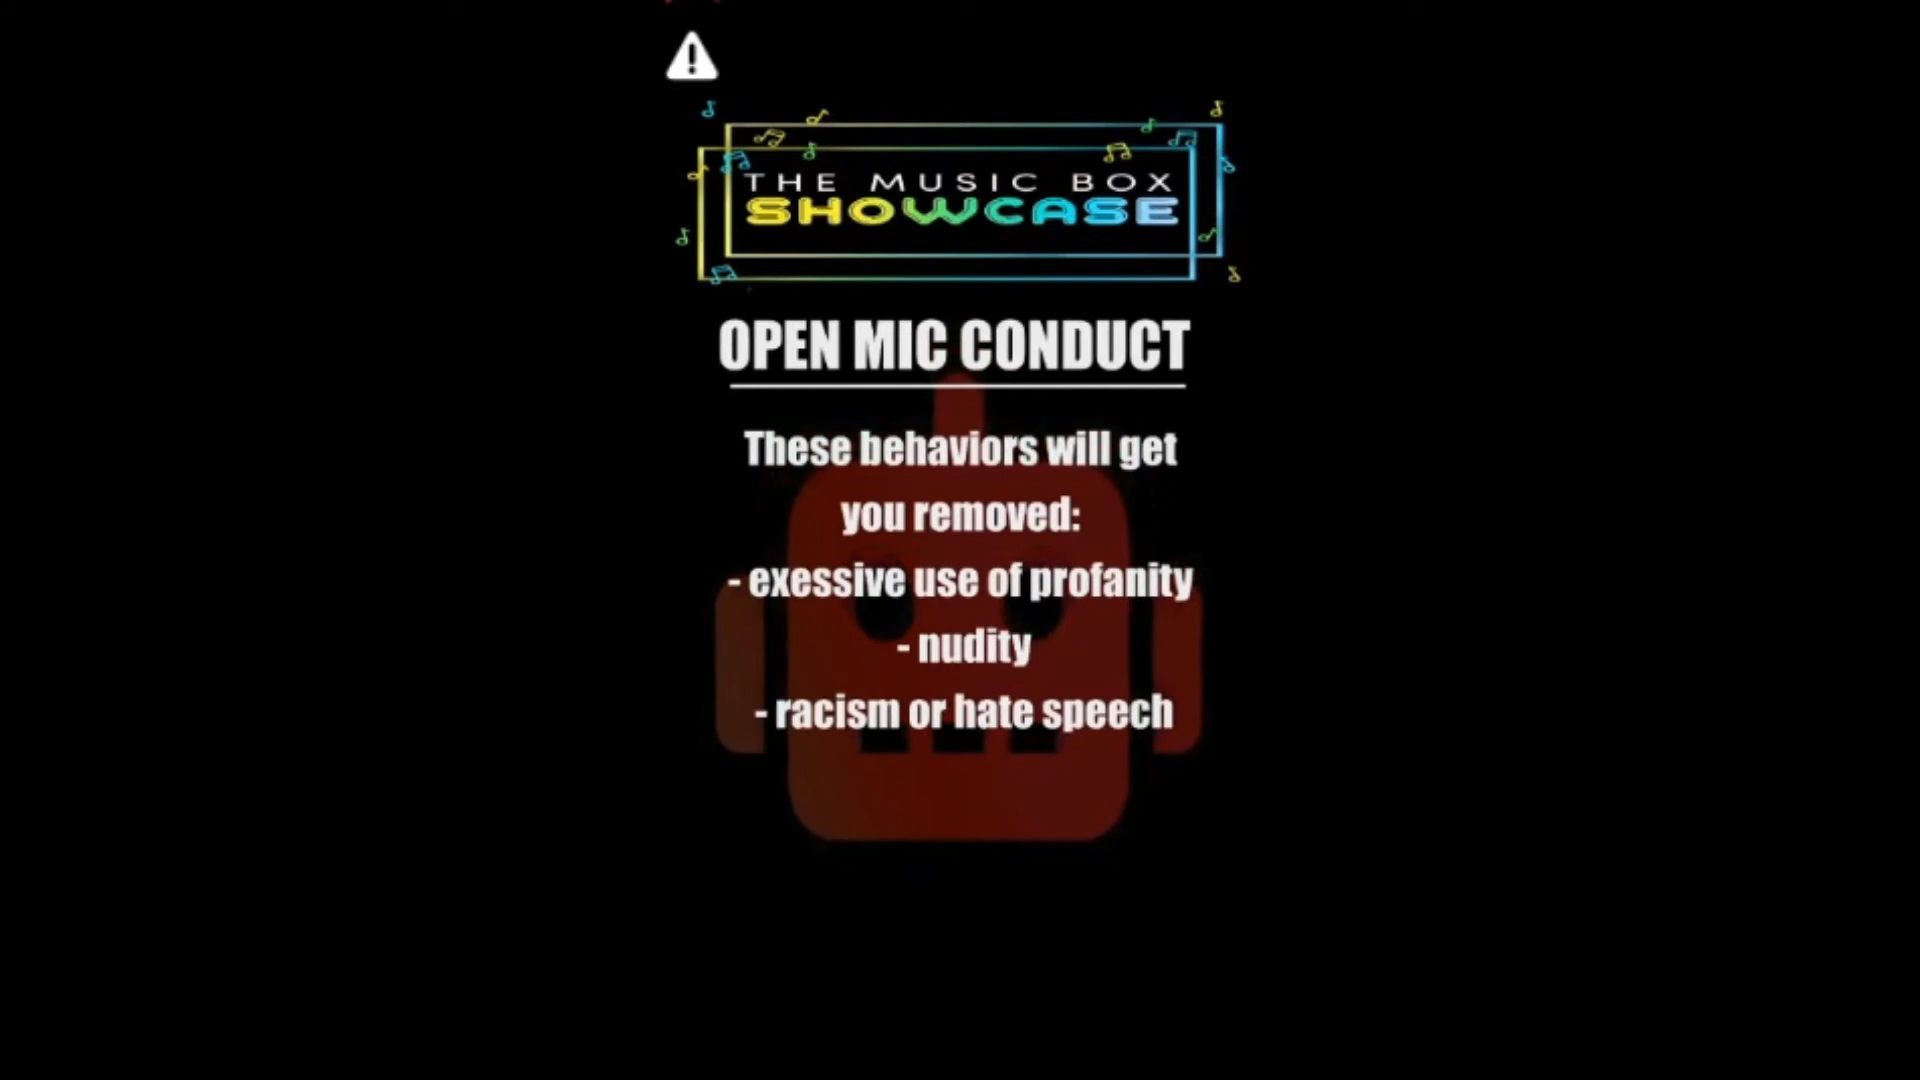 THE MUSIC BOX
SHOWCASE
OPEN MIC CONDUCT
These behaviors will get
you removed:
- exessive use of profanity
- nudity
- racism or hate speech